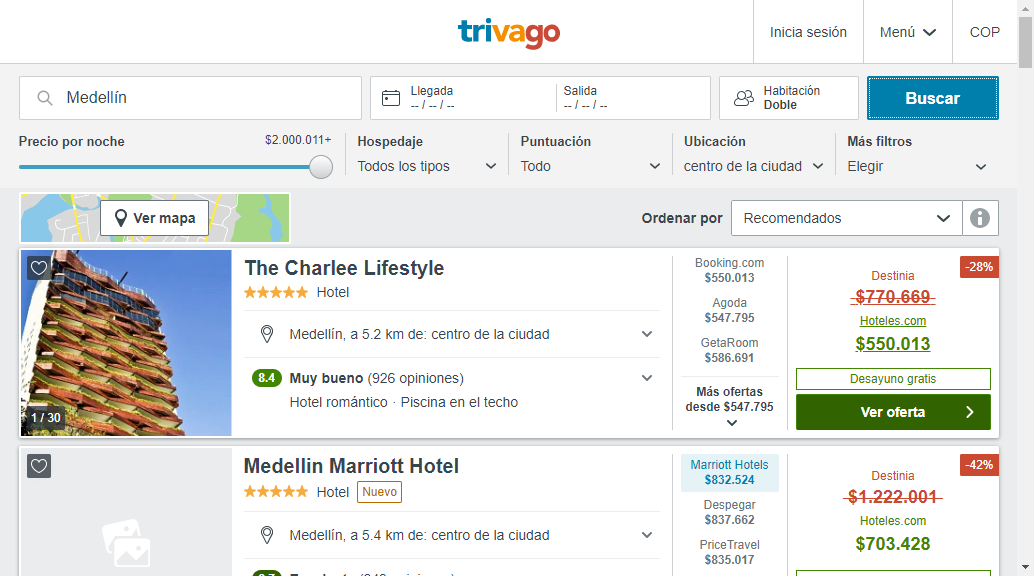 trivago
Inicia sesión
Menú
COP
Medellín
Llegada
-- / -- / --
Salida
-- / -- / --
Habitación
Doble
Buscar
Precio por noche
$2.000.011+
Hospedaje
Todos los tipos
Puntuación
Todo
Ubicación
centro de la ciudad
Más filtros
Elegir
Ver mapa
Ordenar por
Recomendados
1 / 30
The Charlee Lifestyle
Hotel
Medellín, a 5.2 km de: centro de la ciudad
8.4 Muy bueno (926 opiniones)
Hotel romántico · Piscina en el techo
Booking.com
$550.013
Agoda
$547.795
GetaRoom
$586.691
Más ofertas
desde $547.795
-28%
Destinia
$770.669
Hoteles.com
$550.013
Desayuno gratis
Ver oferta
Medellin Marriott Hotel
Hotel Nuevo
Medellín, a 5.4 km de: centro de la ciudad
Marriott Hotels
$832.524
Despegar
$837.662
PriceTravel
$835.017
-42%
Destinia
$1.222.001
Hoteles.com
$703.428